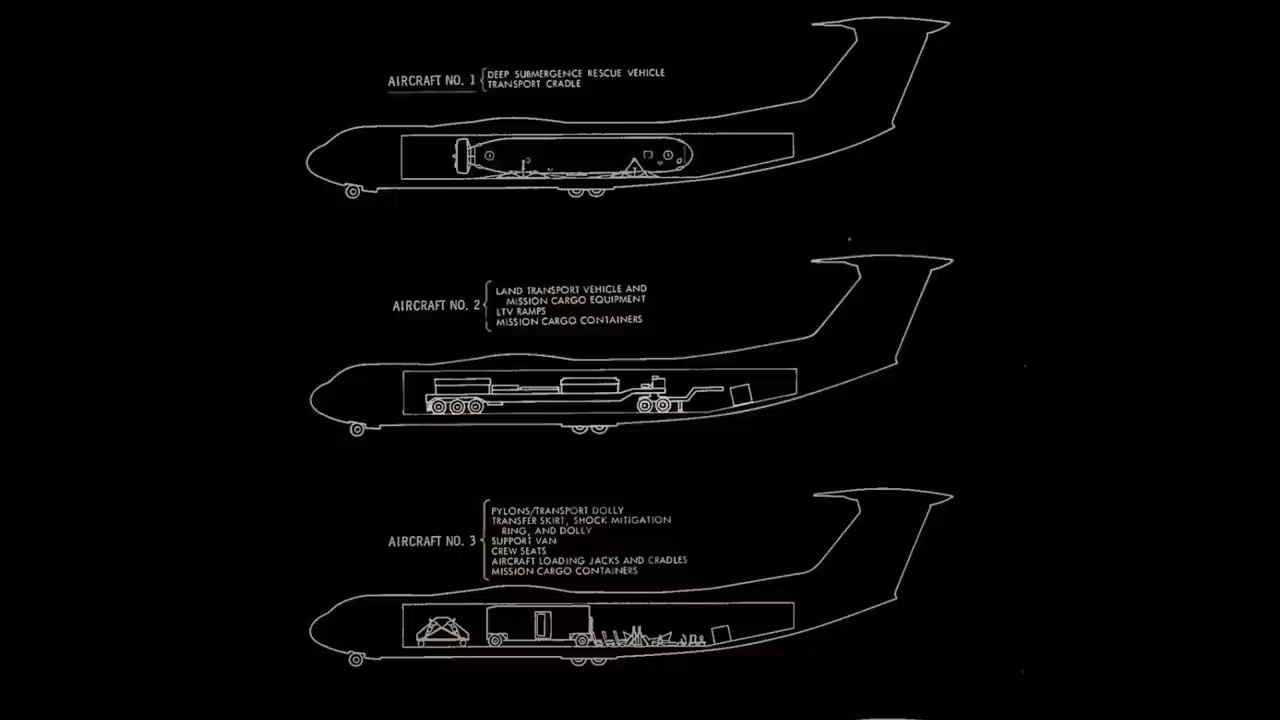 AIRCRAFT NO. 1
DEEP SUBMERGENCE RESCUE VEHICLE
TRANSPORT CRADLE
AIRCRAFT NO. 2
LAND TRANSPORT VEHICLE AND
MISSION CARGO EQUIPMENT
LTV RAMPS
MISSION CARGO CONTAINERS
AIRCRAFT NO. 3
PYLONS/TRANSPORT DOLLY
TRANSFER SKIRT, SHOCK MITIGATION
RING, AND DOLLY
SUPPORT VAN
CREW SEATS
AIRCRAFT LOADING JACKS AND CRADLES
MISSION CARGO CONTAINERS